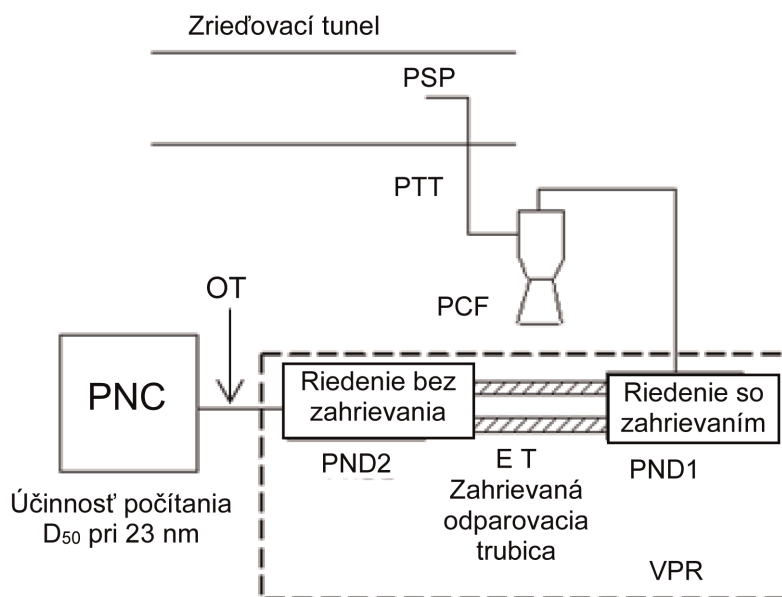 Zrieďovací tunel
PSP
PTT
PCF
OT
PNC
Riedenie bez
zahrievania
Riedenie so
zahrievaním
PND2
E T
PND1
Zahrievaná
odparovacia
trubica
Účinnosť počítania
D50 pri 23 nm
VPR